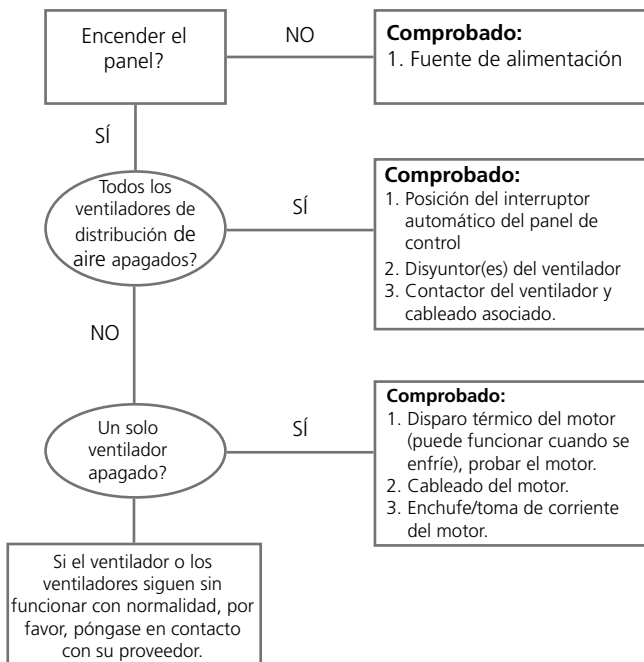 Encender el
panel?
NO
Comprobado:
1. Fuente de alimentación
SÍ
Todos los
ventiladores de
distribución de
aire apagados?
SÍ
Comprobado:
1. Posición del interruptor
automático del panel de
control
2. Disyuntor(es) del ventilador
3. Contactor del ventilador y
cableado asociado.
NO
Un solo
ventilador
apagado?
SÍ
Comprobado:
1. Disparo térmico del motor
(puede funcionar cuando se
enfríe), probar el motor.
2. Cableado del motor.
3. Enchufe/toma de corriente
del motor.
Si el ventilador o los
ventiladores siguen sin
funcionar con normalidad, por
favor, póngase en contacto
con su proveedor.